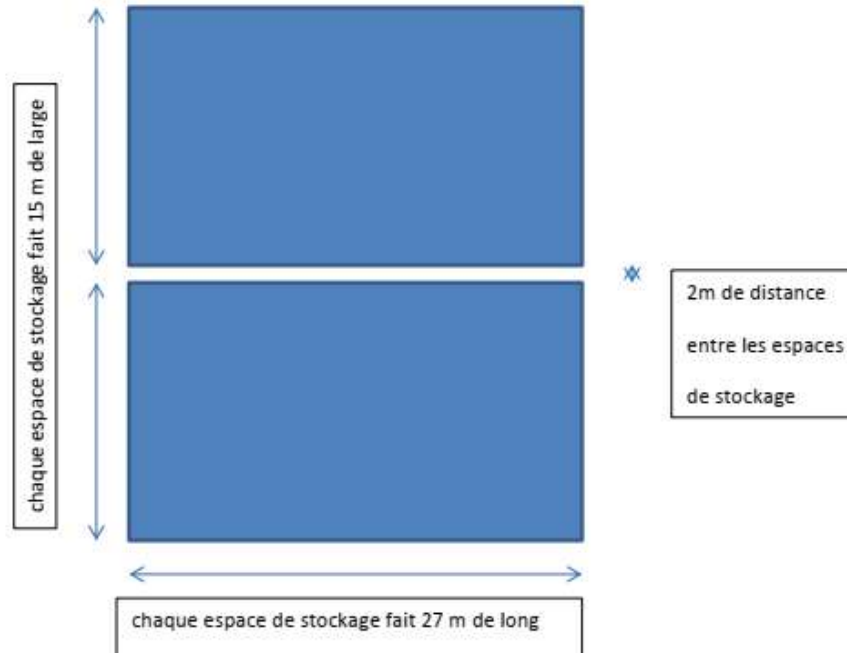 chaque espace de stockage fait 15 m de large
2m de distance
entre les espaces
de stockage
chaque espace de stockage fait 27 m de long